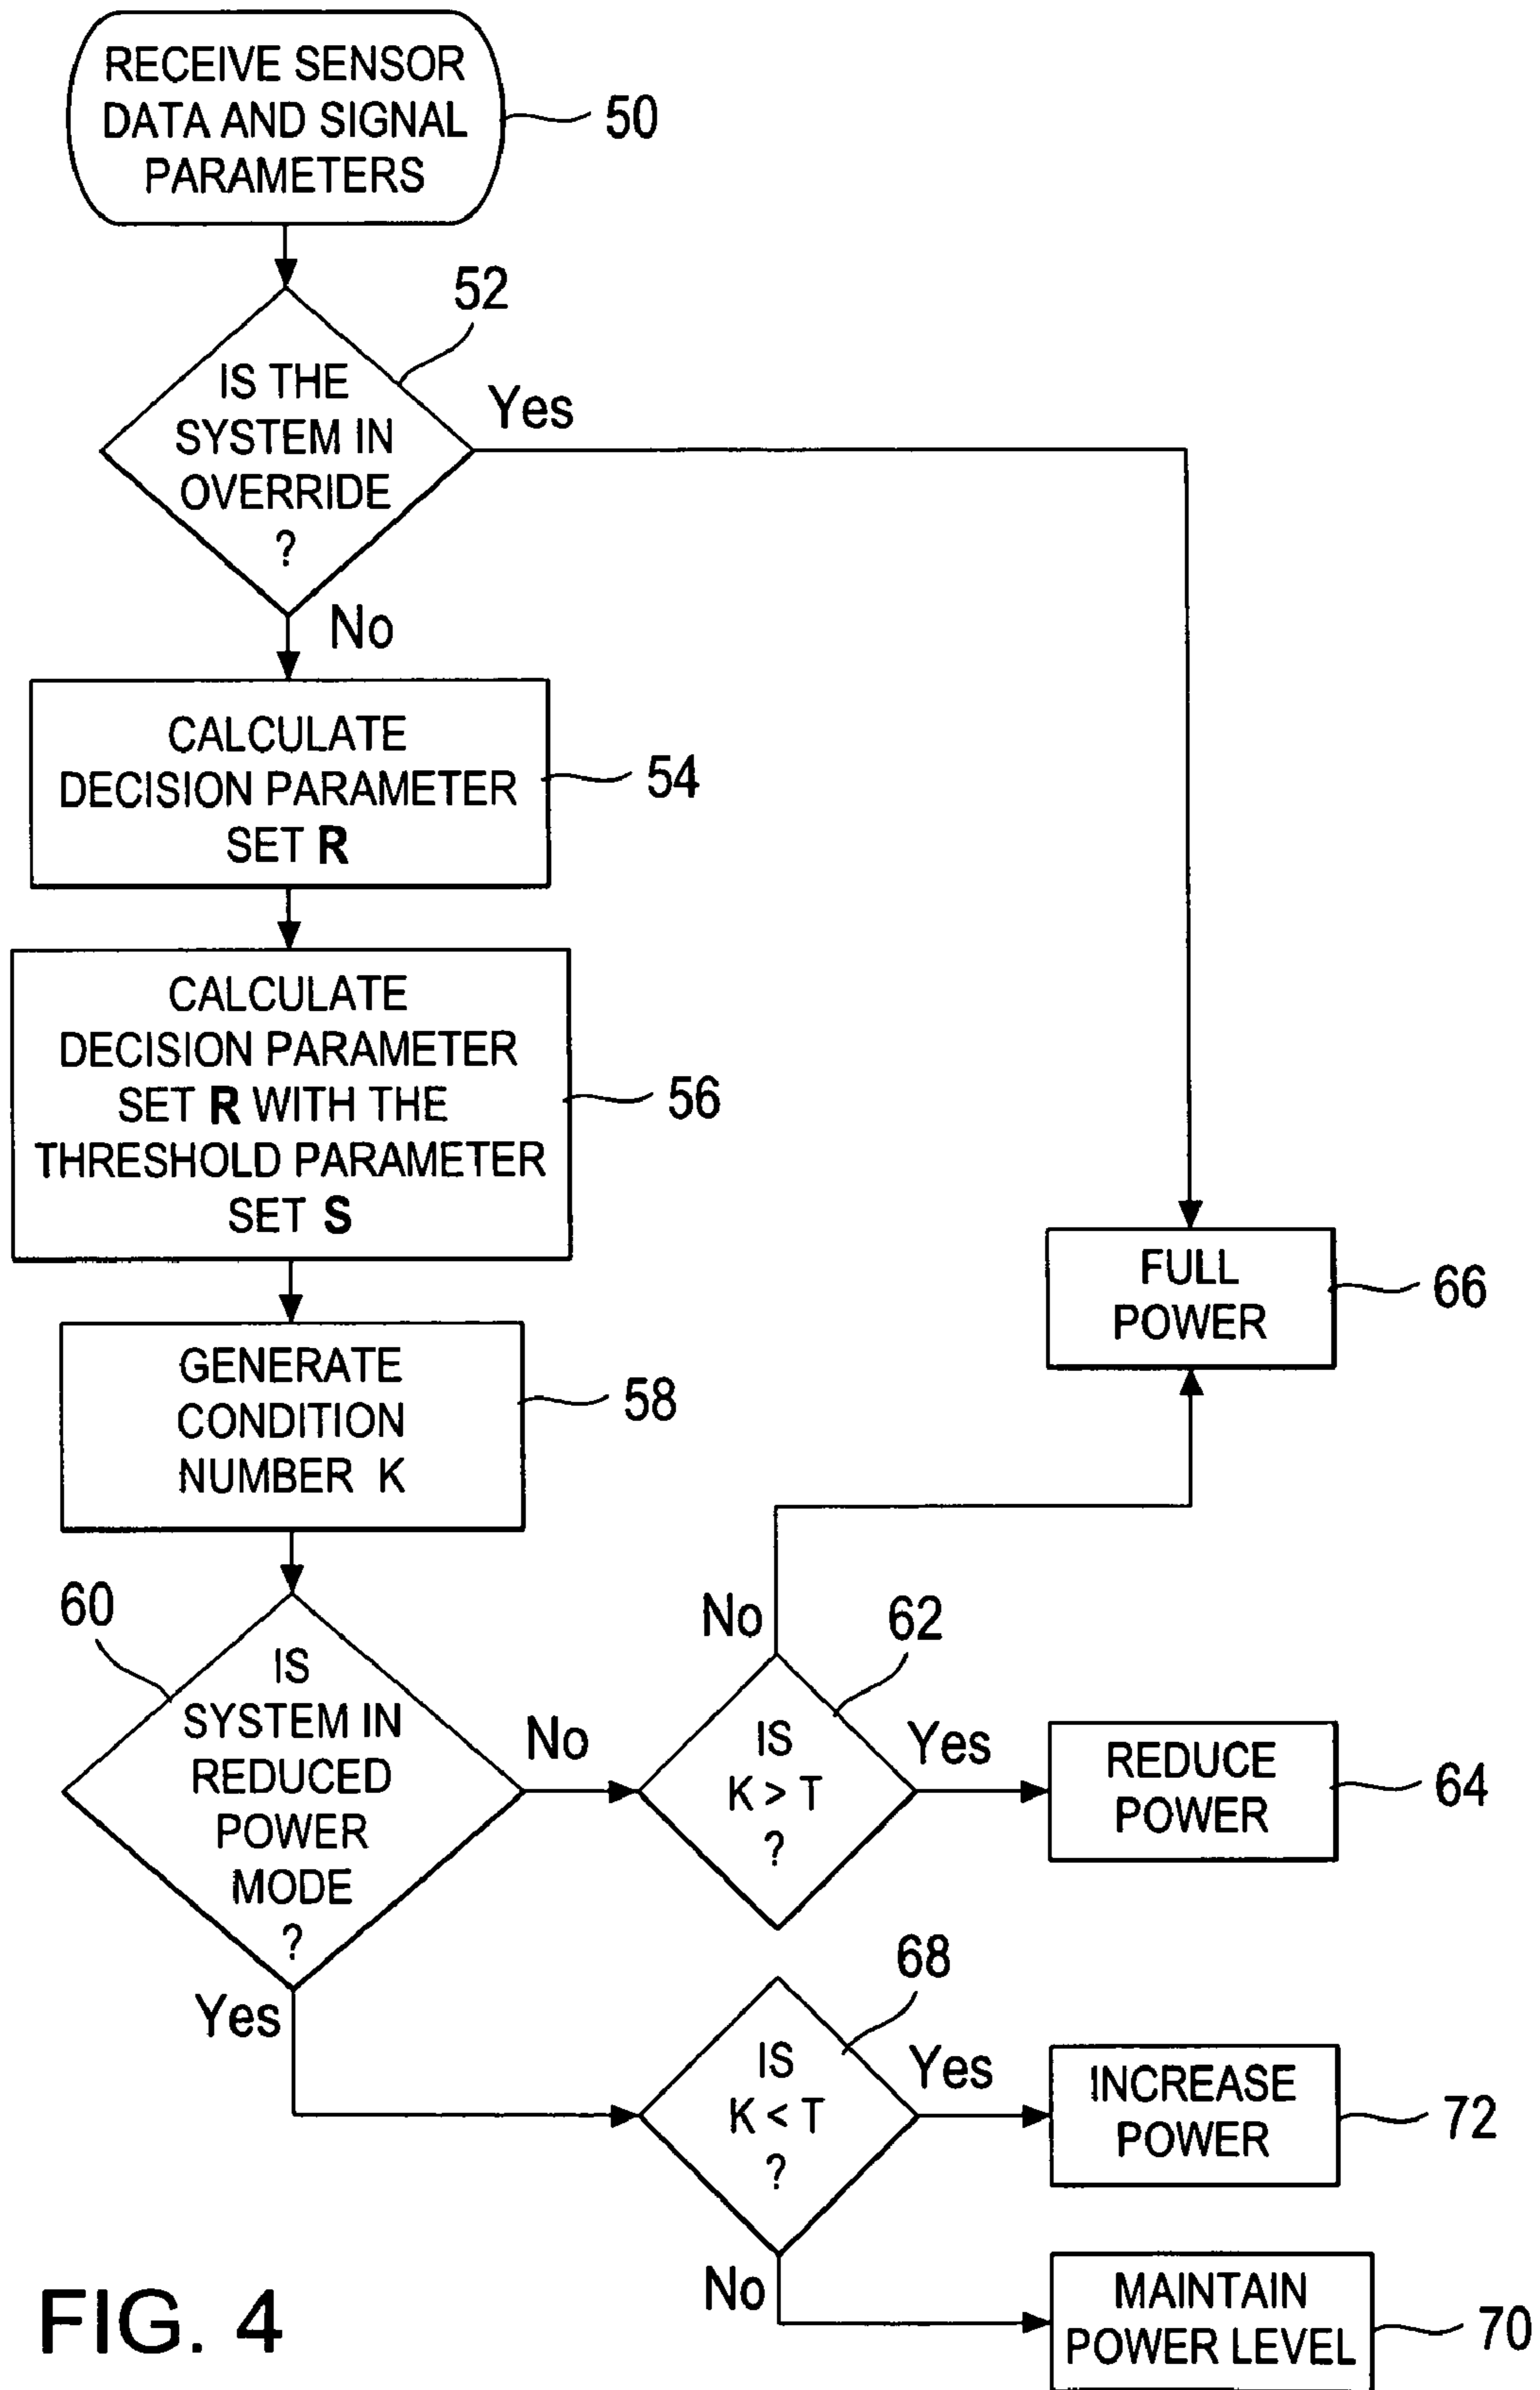 RECEIVE SENSOR
DATA AND SIGNAL
PARAMETERS
50
52
IS THE
SYSTEM IN
OVERRIDE
?
Yes
No
CALCULATE
DECISION PARAMETER
SET R
54
CALCULATE
DECISION PARAMETER
SET R WITH THE
THRESHOLD PARAMETER
SET S
56
FULL
POWER
66
GENERATE
CONDITION
NUMBER K
58
60
IS
SYSTEM IN
REDUCED
POWER
MODE
?
No
Yes
No
62
IS
K > T
?
Yes
REDUCE
POWER
64
68
IS
K < T
?
Yes
INCREASE
POWER
72
No
MAINTAIN
POWER LEVEL
70
FIG. 4